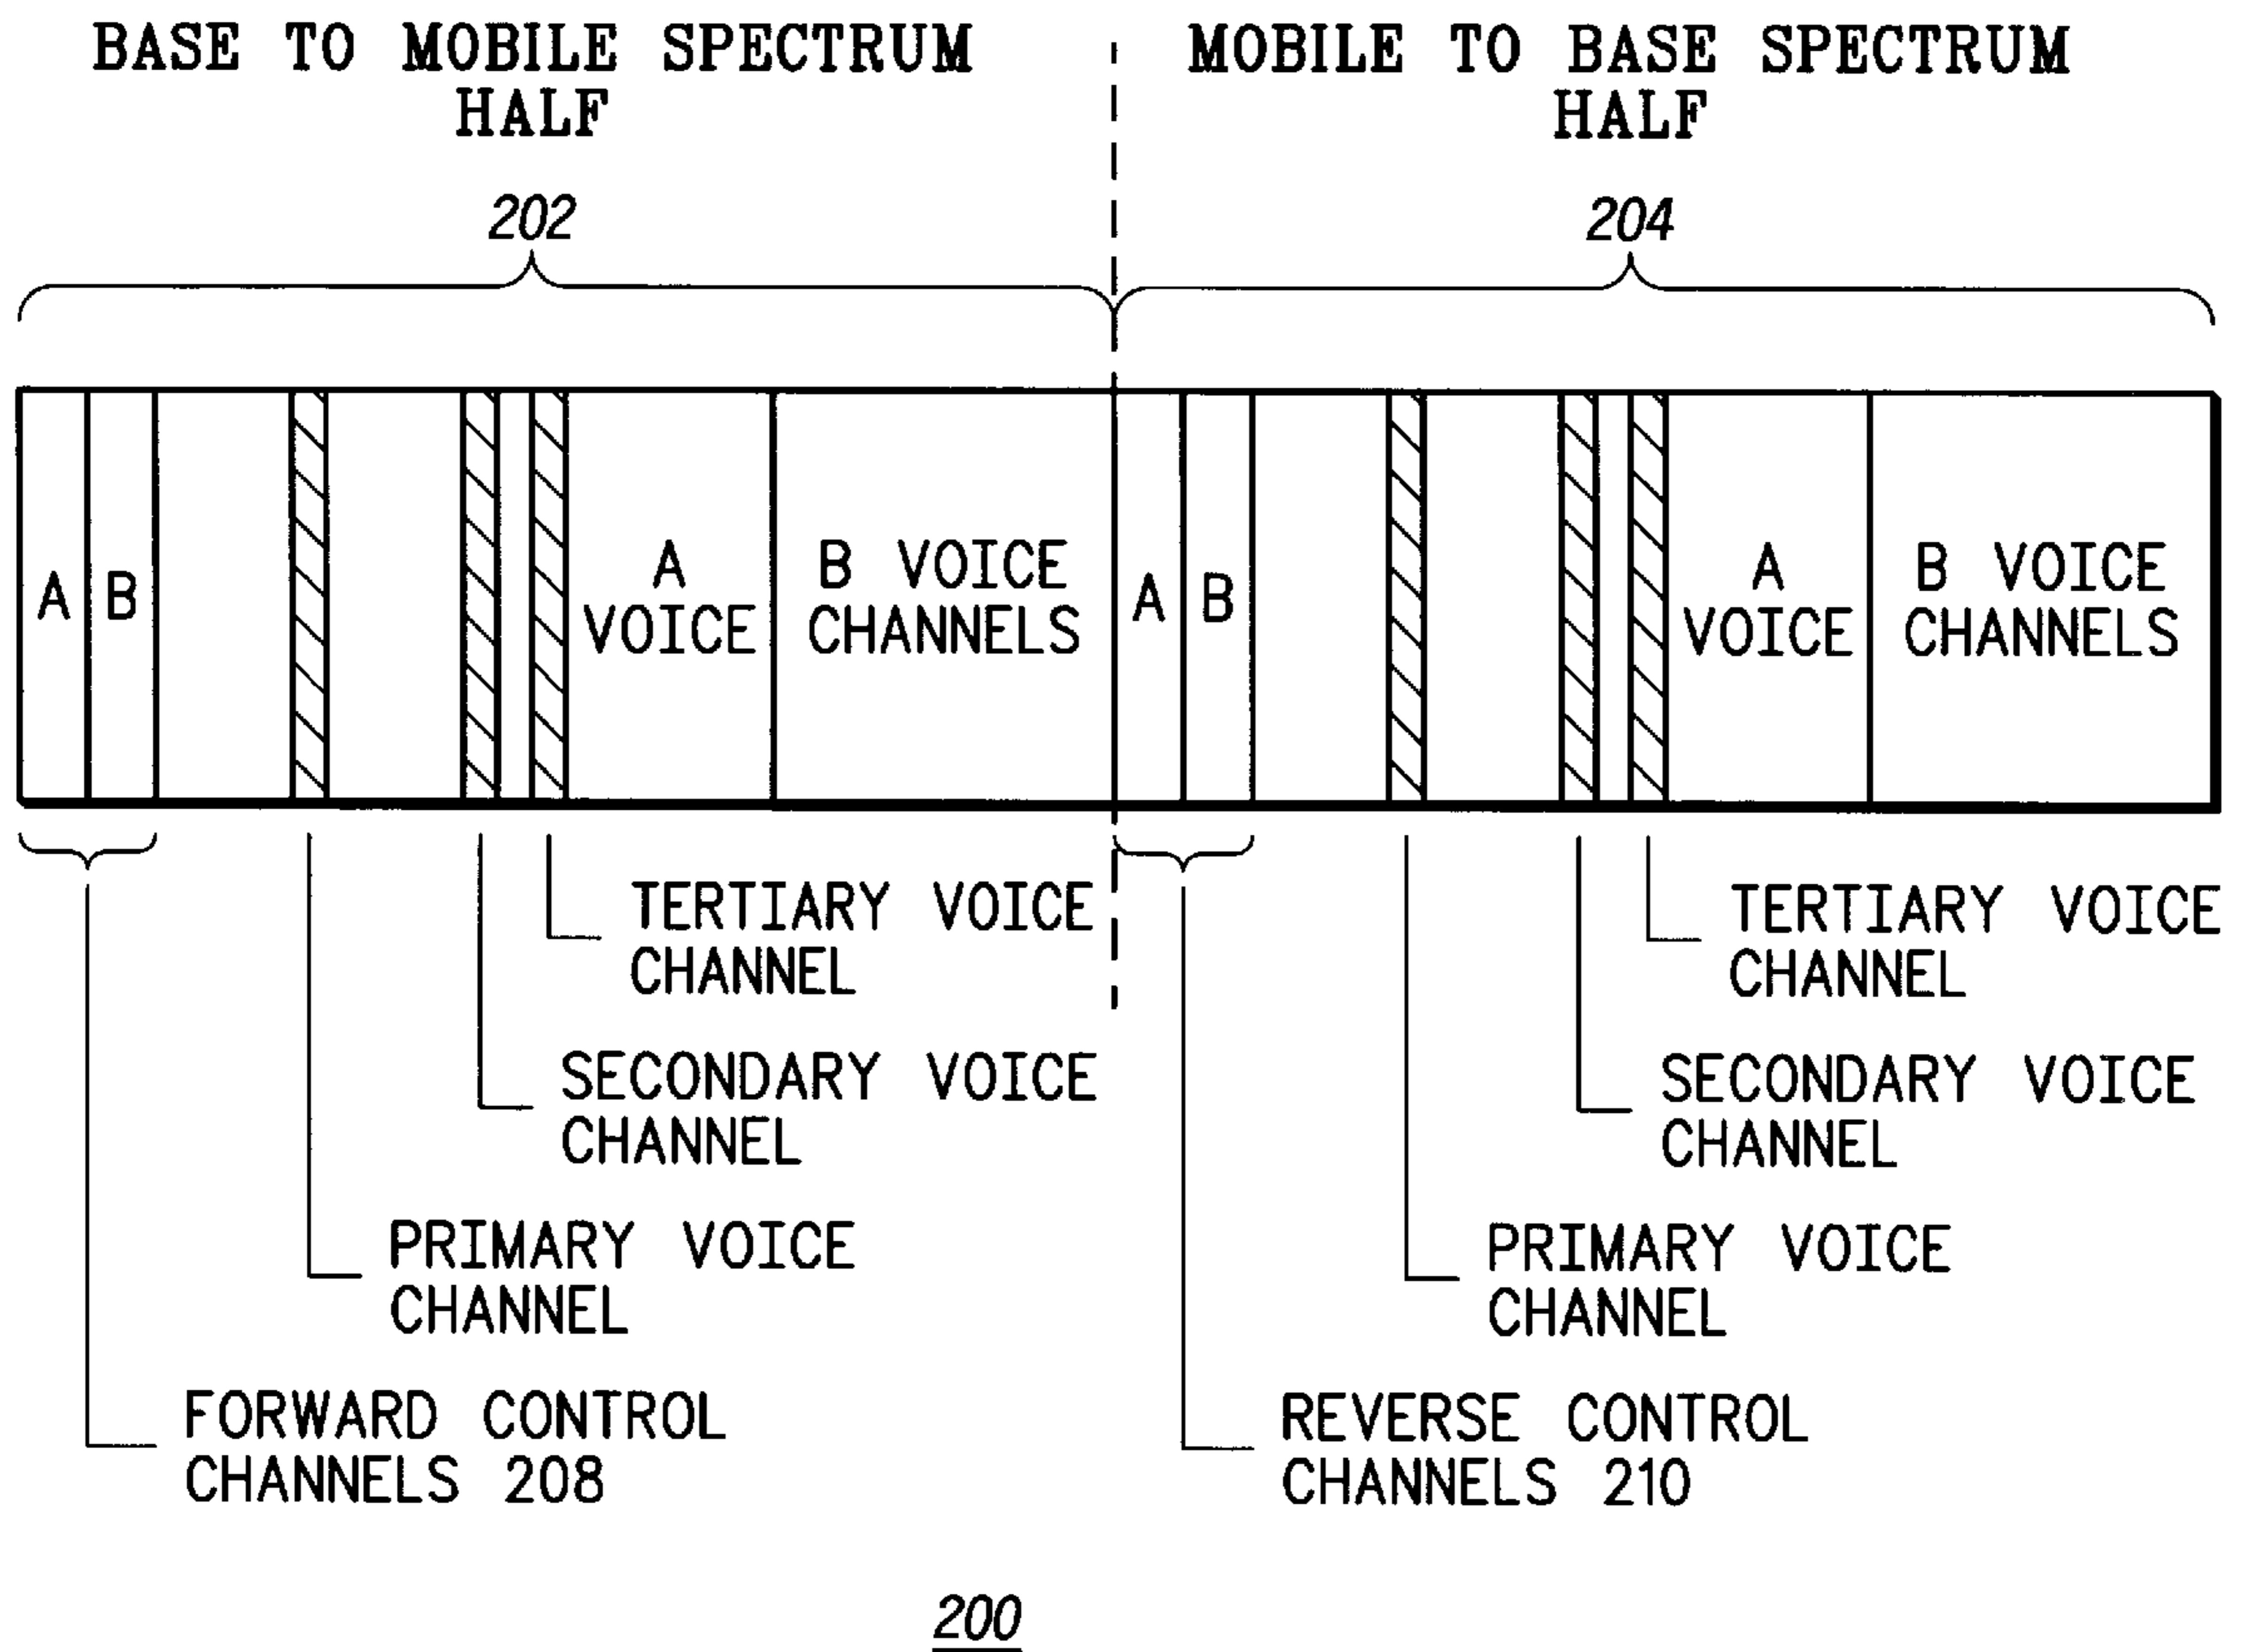 BASE TO MOBILE SPECTRUM
HALF
MOBILE TO BASE SPECTRUM
HALF
202
204
A
B
A
VOICE
B VOICE
CHANNELS
A
B
A
VOICE
B VOICE
CHANNELS
TERTIARY VOICE
CHANNEL
SECONDARY VOICE
CHANNEL
PRIMARY VOICE
CHANNEL
FORWARD CONTROL
CHANNELS 208
TERTIARY VOICE
CHANNEL
SECONDARY VOICE
CHANNEL
PRIMARY VOICE
CHANNEL
REVERSE CONTROL
CHANNELS 210
200